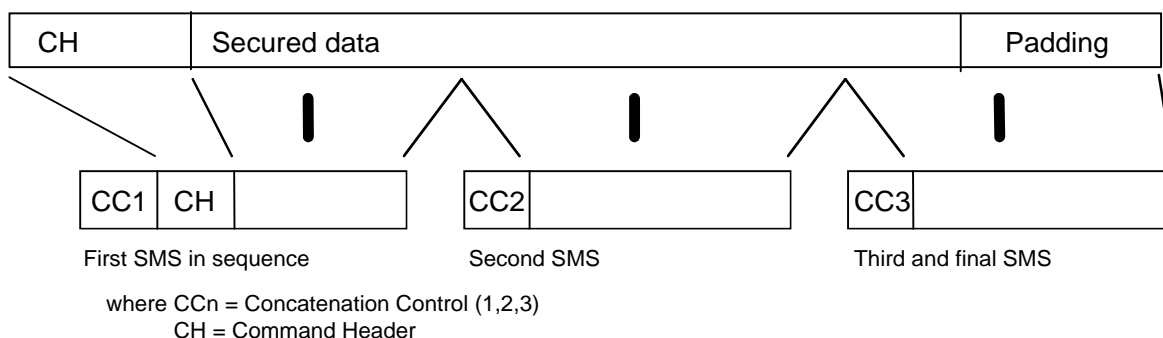 CH Secured data Padding
CC1 CH CC2 CC3
First SMS in sequence Second SMS Third and final SMS
where CCn = Concatenation Control (1,2,3)
CH = Command Header